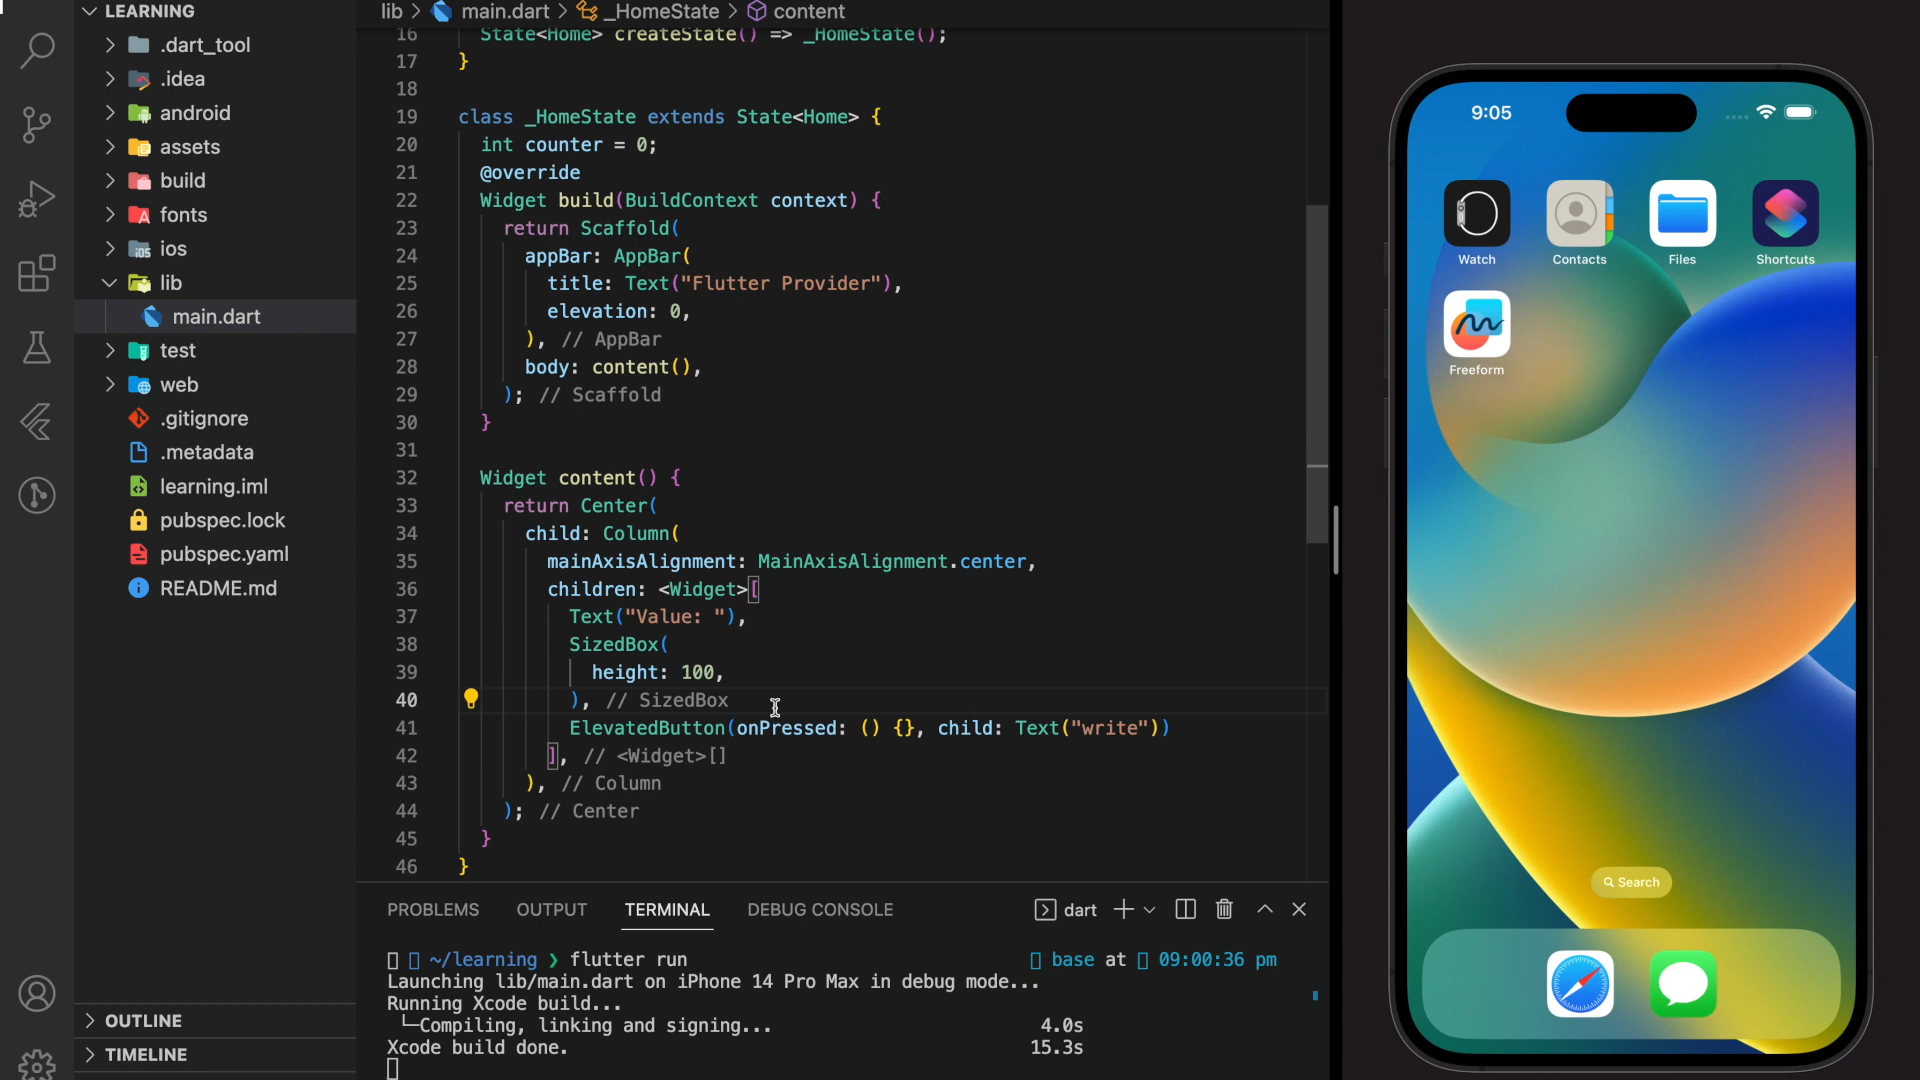 LEARNING
.dart_tool
.idea
android
assets
build
fonts
ios
lib
main.dart
test
web
.gitignore
.metadata
learning.iml
pubspec.lock
pubspec.yaml
README.md
OUTLINE
TIMELINE
lib > main.dart > _HomeState > content
16 State<Home> createState() => _HomeState();
17 }
18
19 class _HomeState extends State<Home> {
20 int counter = 0;
21 @override
22 Widget build(BuildContext context) {
23 return Scaffold(
24 appBar: AppBar(
25 title: Text("Flutter Provider"),
26 elevation: 0,
27 ), // AppBar
28 body: content(),
29 ); // Scaffold
30 }
31
32 Widget content() {
33 return Center(
34 child: Column(
35 mainAxisAlignment: MainAxisAlignment.center,
36 children: <Widget>[
37 Text("Value: "),
38 SizedBox(
39 height: 100,
40 ), // SizedBox
41 ElevatedButton(onPressed: () {}, child: Text("write"))
42 ], // <Widget>[]
43 ), // Column
44 ); // Center
45 }
46 }
PROBLEMS OUTPUT TERMINAL DEBUG CONSOLE dart
~/learning ❯ flutter run base at 09:00:36 pm
Launching lib/main.dart on iPhone 14 Pro Max in debug mode...
Running Xcode build...
└─Compiling, linking and signing... 4.0s
Xcode build done. 15.3s
9:05
Watch Contacts Files Shortcuts
Freeform
Search